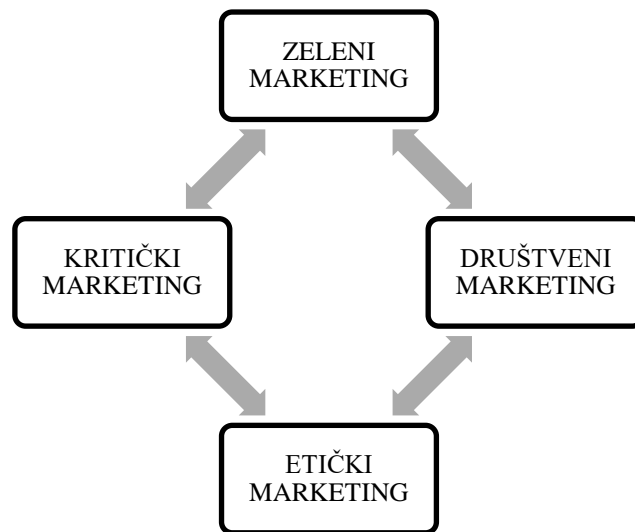 ZELENI
MARKETING
KRITIČKI
MARKETING
DRUŠTVENI
MARKETING
ETIČKI
MARKETING